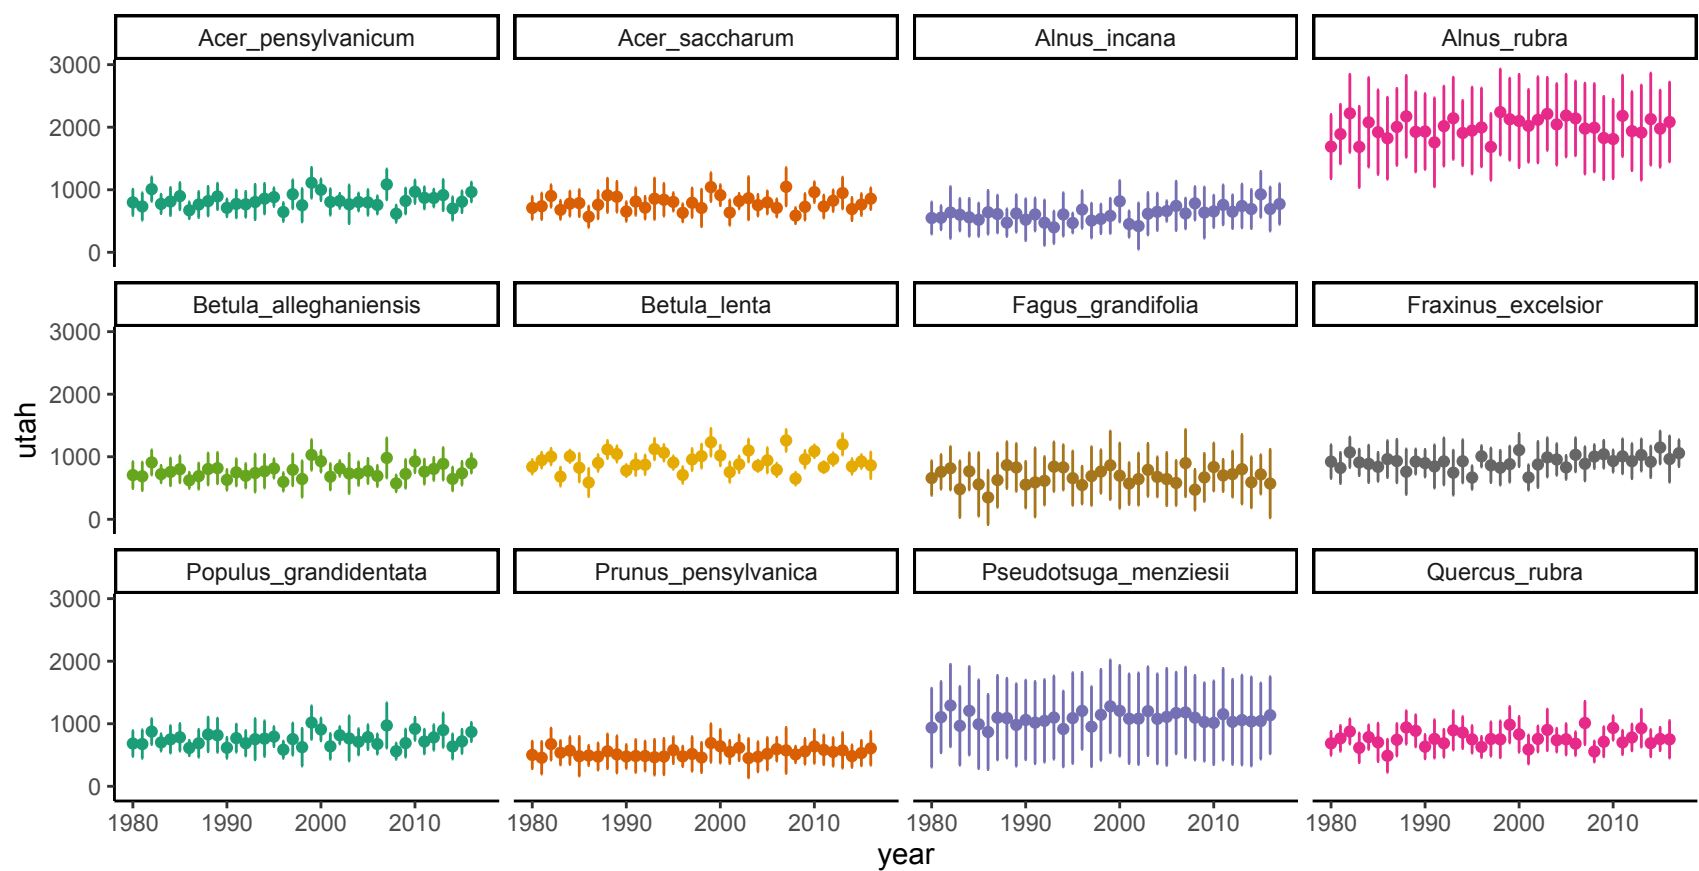 Acer_pensylvanicum Acer_saccharum Alnus_incana Alnus_rubra
3000
2000
1000
0
Betula_alleghaniensis Betula_lenta Fagus_grandifolia Fraxinus_excelsior
3000
2000
1000
0
utah
Populus_grandidentata Prunus_pensylvanica Pseudotsuga_menziesii Quercus_rubra
3000
2000
1000
0
1980 1990 2000 2010 1980 1990 2000 2010 1980 1990 2000 2010 1980 1990 2000 2010
year